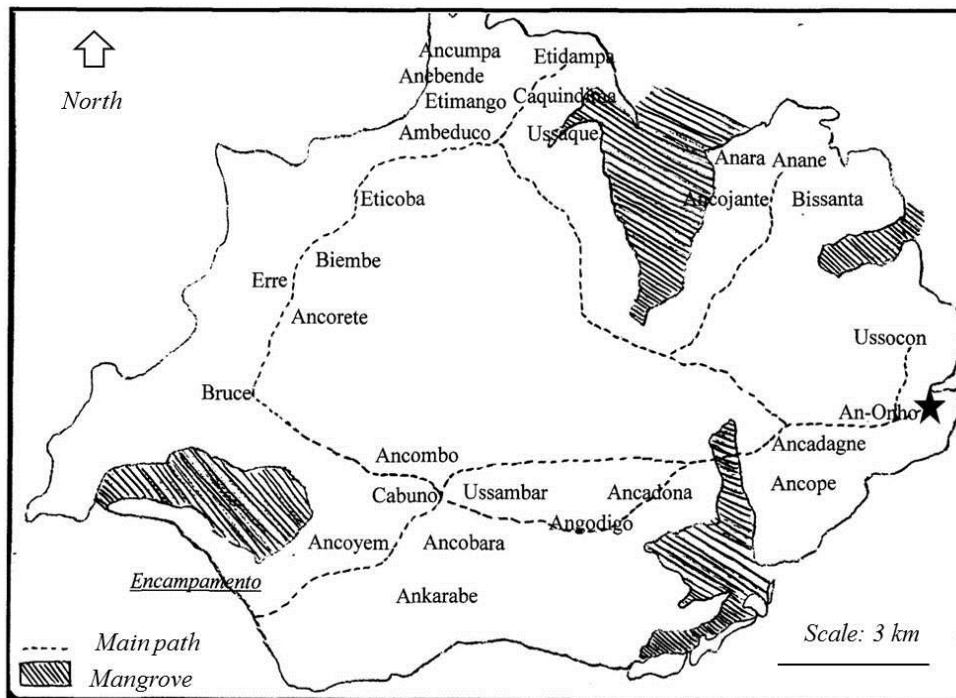 North
Ancumpa
Etidampa
Anebende
Etimango
Caquindima
Ambeduco
Ussaque
Anara
Anane
Eticoba
Ancojante
Bissanta
Biembe
Erre
Ancorete
Ussocon
Bruce
An-Onho
Ancadagne
Ancombo
Cabuno
Ussambar
Ancadona
Ancope
Angodigo
Ancoyem
Ancobara
Encampamento
Ankarabe
Main path
Mangrove
Scale: 3 km